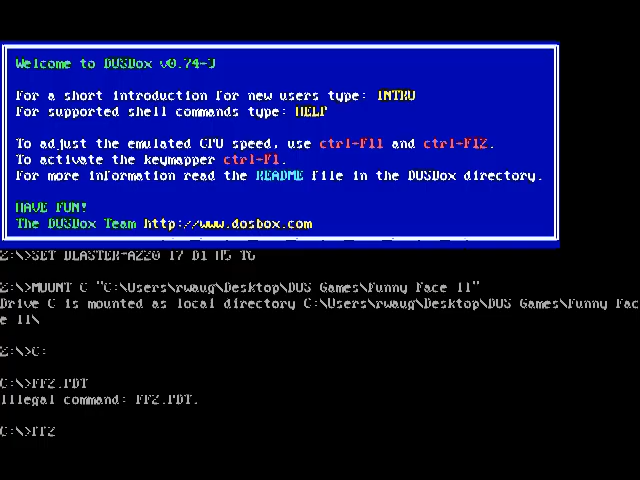 Welcome to DOSBox v0.74-3
For a short introduction for new users type: INTRO
For supported shell commands type: HELP
To adjust the emulated CPU speed, use ctrl-F11 and ctrl-F12.
To activate the keymapper ctrl-F1.
For more information read the README file in the DOSBox directory.
HAVE FUN!
The DOSBox Team http://www.dosbox.com
Z:\>SET BLASTER=A220 I7 D1 H5 T6
Z:\>MOUNT C "C:\Users\rwaug\Desktop\DOS Games\Funny Face II"
Drive C is mounted as local directory C:\Users\rwaug\Desktop\DOS Games\Funny Fac
e II\
Z:\>C:
C:\>FF2.PDT
Illegal command: FF2.PDT.
C:\>FF2